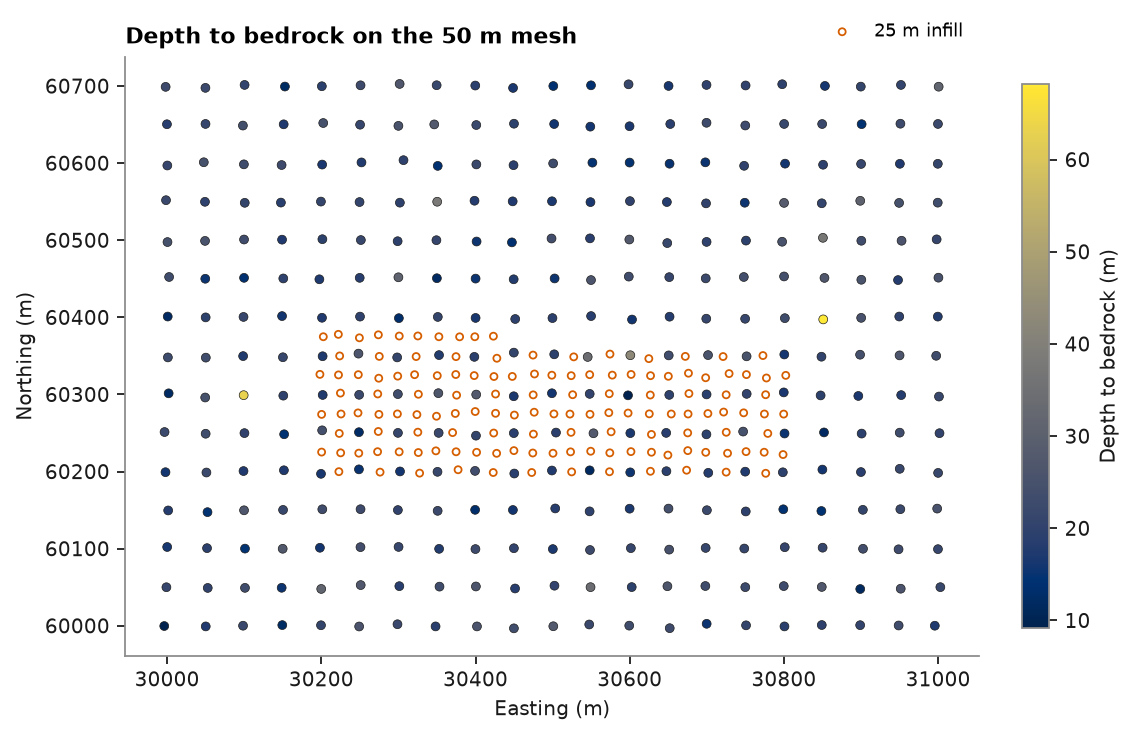 Depth to bedrock on the 50 m mesh
25 m infill
60700
60600
60500
60400
60300
60200
60100
60000
Northing (m)
30000 30200 30400 30600 30800 31000
Easting (m)
60
50
40
30
20
10
Depth to bedrock (m)